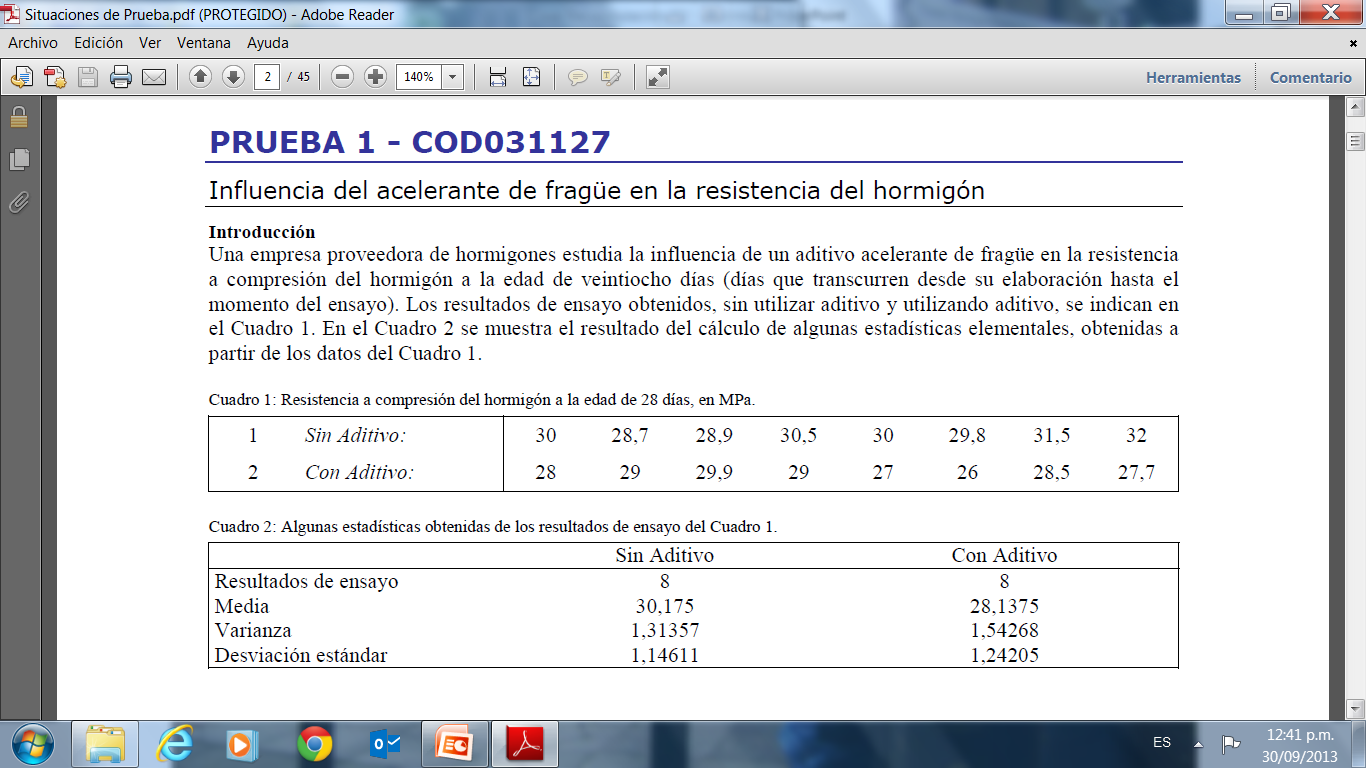 Situaciones de Prueba.pdf (PROTEGIDO) - Adobe Reader
Archivo Edición Ver Ventana Ayuda
2 / 45 140% Herramientas Comentario
PRUEBA 1 - COD031127
Influencia del acelerante de fragüe en la resistencia del hormigón
Introducción
Una empresa proveedora de hormigones estudia la influencia de un aditivo acelerante de fragüe en la resistencia
a compresión del hormigón a la edad de veintiocho días (días que transcurren desde su elaboración hasta el
momento del ensayo). Los resultados de ensayo obtenidos, sin utilizar aditivo y utilizando aditivo, se indican en
el Cuadro 1. En el Cuadro 2 se muestra el resultado del cálculo de algunas estadísticas elementales, obtenidas a
partir de los datos del Cuadro 1.
Cuadro 1: Resistencia a compresión del hormigón a la edad de 28 días, en MPa.
1 Sin Aditivo: 30 28,7 28,9 30,5 30 29,8 31,5 32
2 Con Aditivo: 28 29 29,9 29 27 26 28,5 27,7
Cuadro 2: Algunas estadísticas obtenidas de los resultados de ensayo del Cuadro 1.
Sin Aditivo Con Aditivo
Resultados de ensayo 8 8
Media 30,175 28,1375
Varianza 1,31357 1,54268
Desviación estándar 1,14611 1,24205
ES 12:41 p.m.
30/09/2013